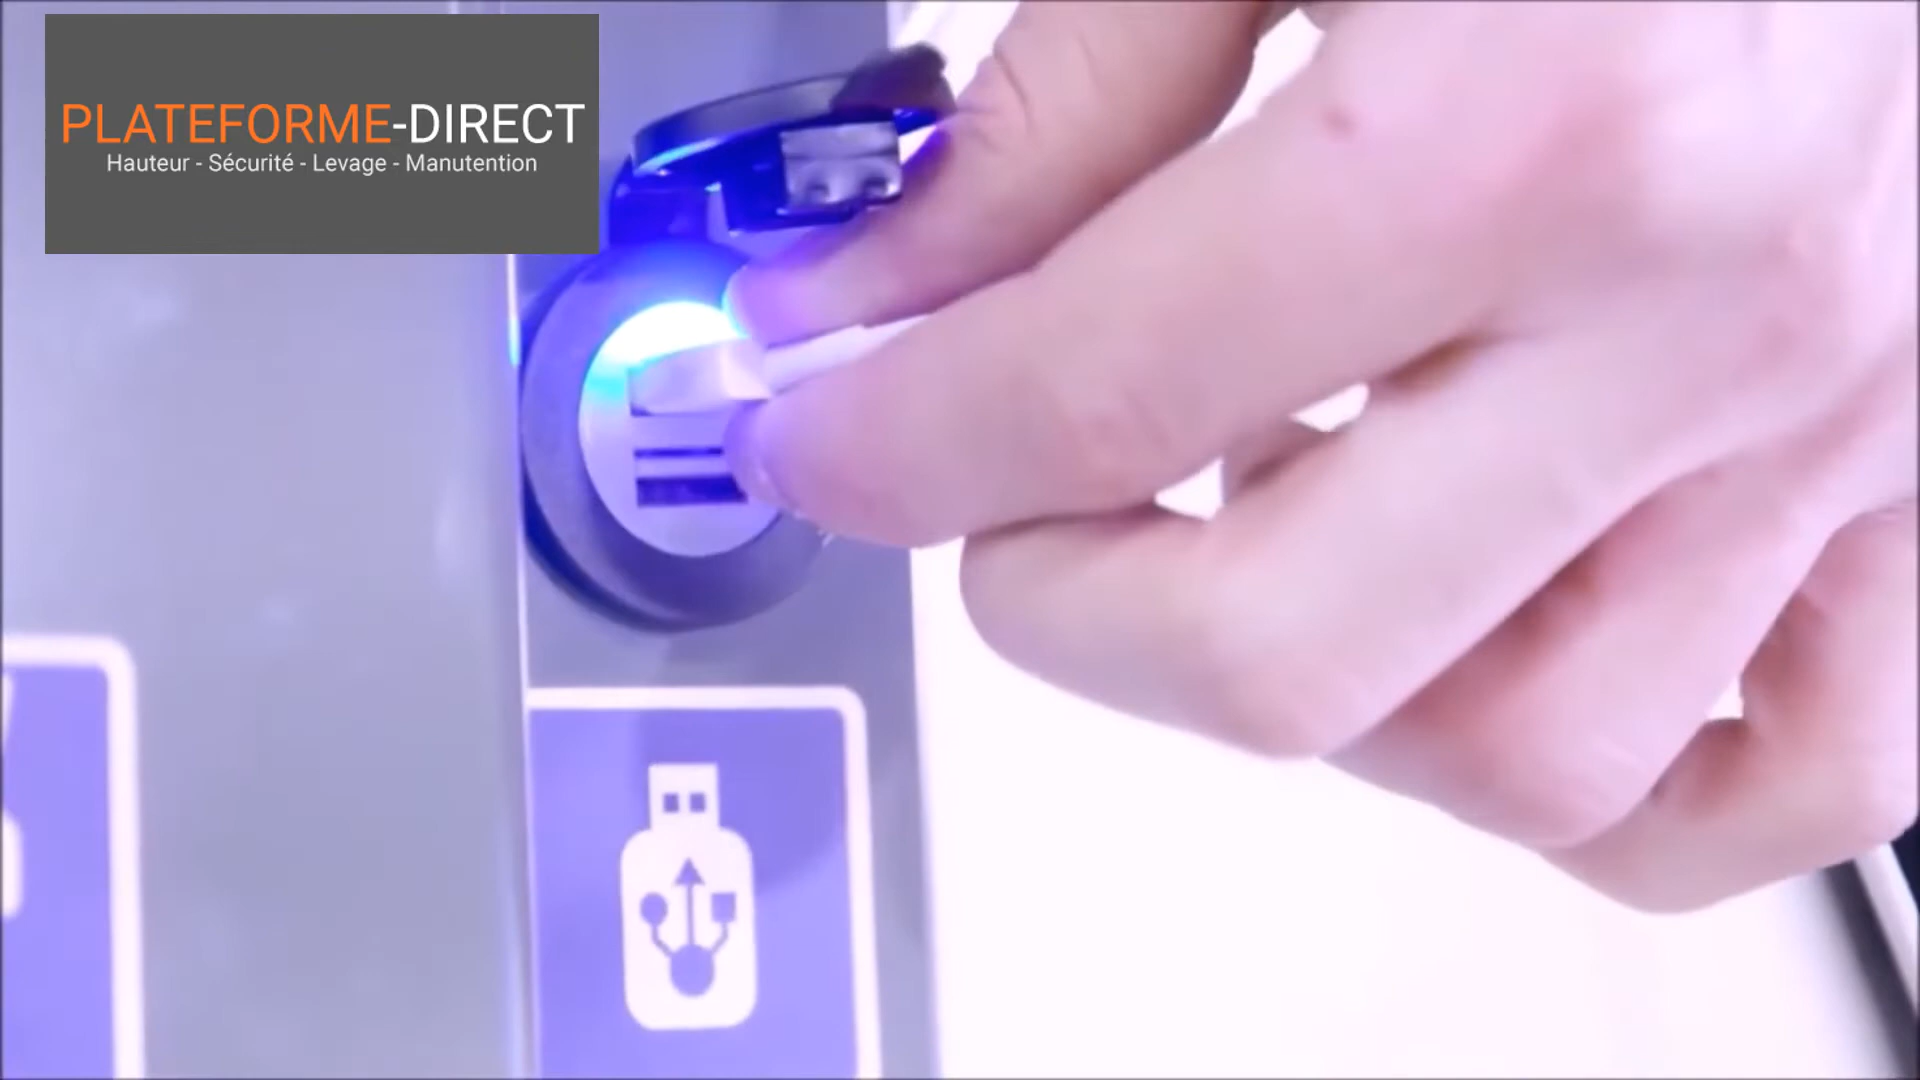 PLATEFORME-DIRECT
Hauteur - Sécurité - Levage - Manutention